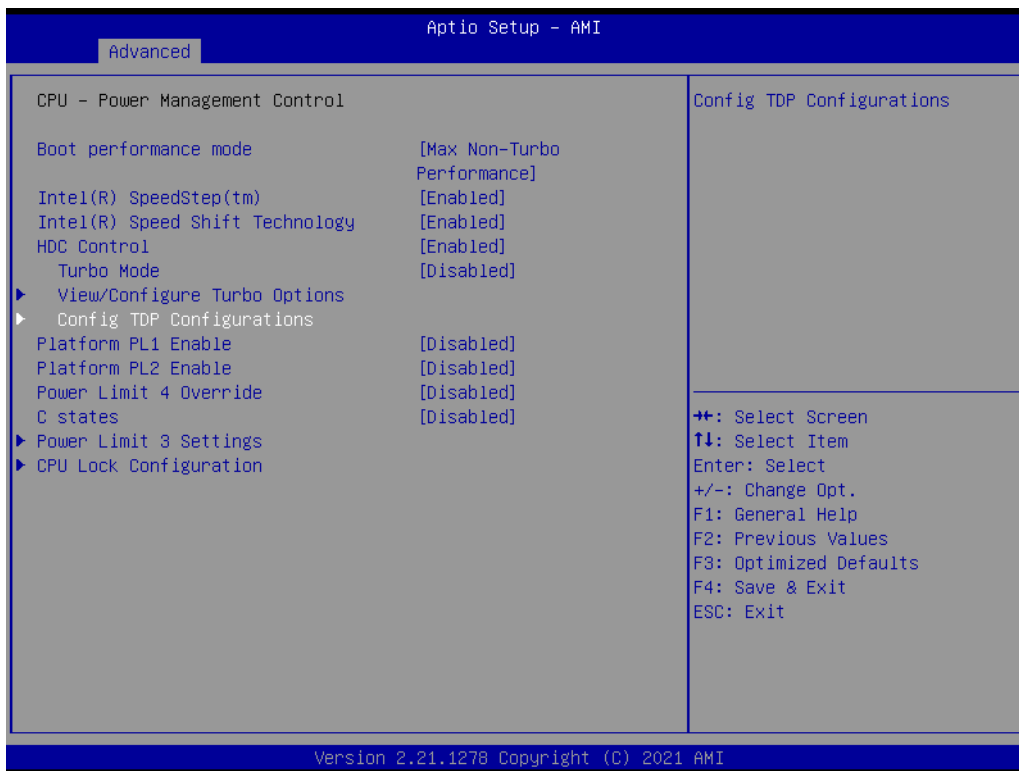 Aptio Setup – AMI
Advanced
CPU – Power Management Control
Boot performance mode [Max Non-Turbo
Performance]
Intel(R) SpeedStep(tm) [Enabled]
Intel(R) Speed Shift Technology [Enabled]
HDC Control [Enabled]
Turbo Mode [Disabled]
View/Configure Turbo Options
Config TDP Configurations
Platform PL1 Enable [Disabled]
Platform PL2 Enable [Disabled]
Power Limit 4 Override [Disabled]
C states [Disabled]
Power Limit 3 Settings
CPU Lock Configuration
Config TDP Configurations
→←: Select Screen
↑↓: Select Item
Enter: Select
+/-: Change Opt.
F1: General Help
F2: Previous Values
F3: Optimized Defaults
F4: Save & Exit
ESC: Exit
Version 2.21.1278 Copyright (C) 2021 AMI